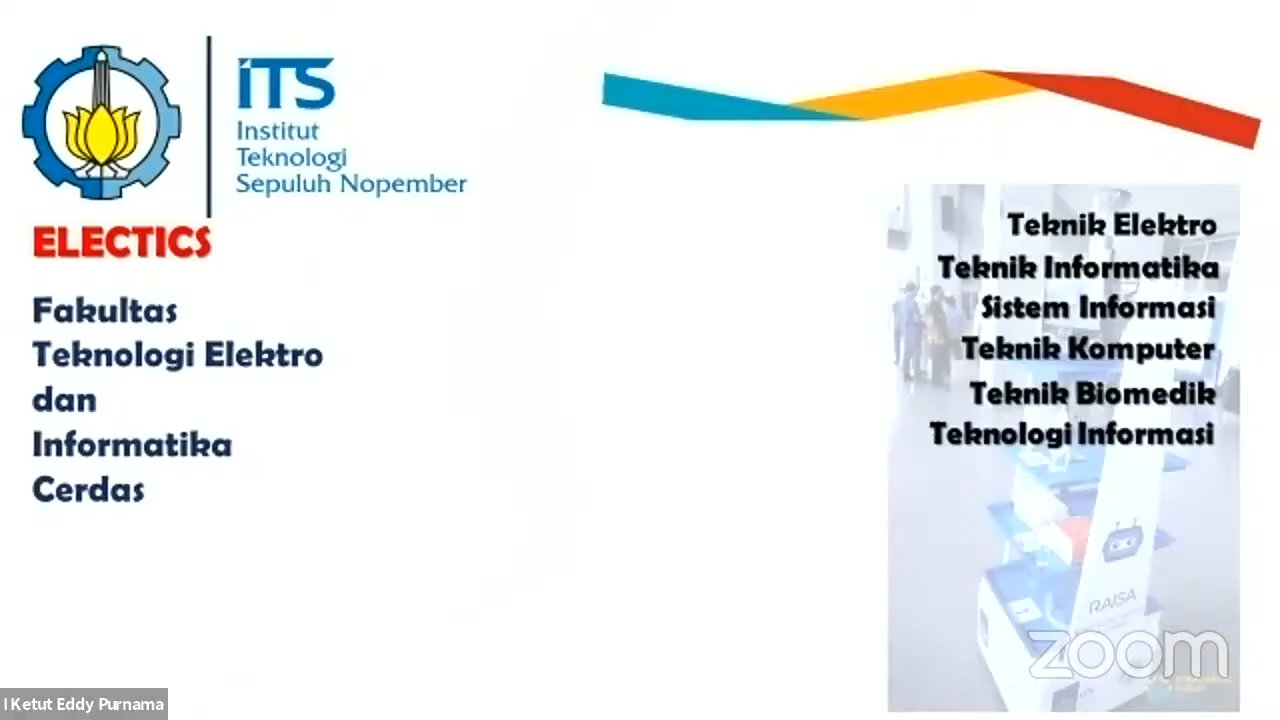 ITS
Institut
Teknologi
Sepuluh Nopember
ELECTICS
Fakultas
Teknologi Elektro
dan
Informatika
Cerdas
Teknik Elektro
Teknik Informatika
Sistem Informasi
Teknik Komputer
Teknik Biomedik
Teknologi Informasi
RAISA
zoom
I Ketut Eddy Purnama